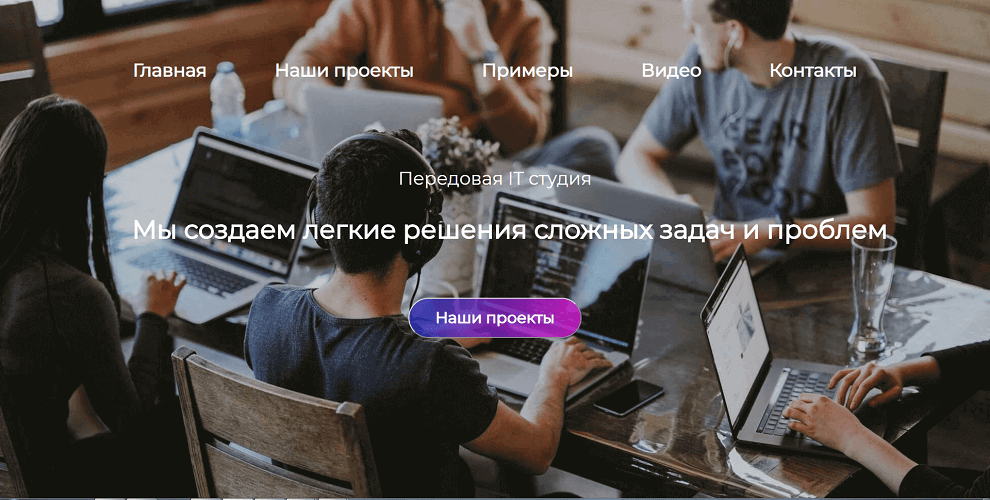 Главная Наши проекты Примеры Видео Контакты
Передовая IT студия
Мы создаем легкие решения сложных задач и проблем
Наши проекты